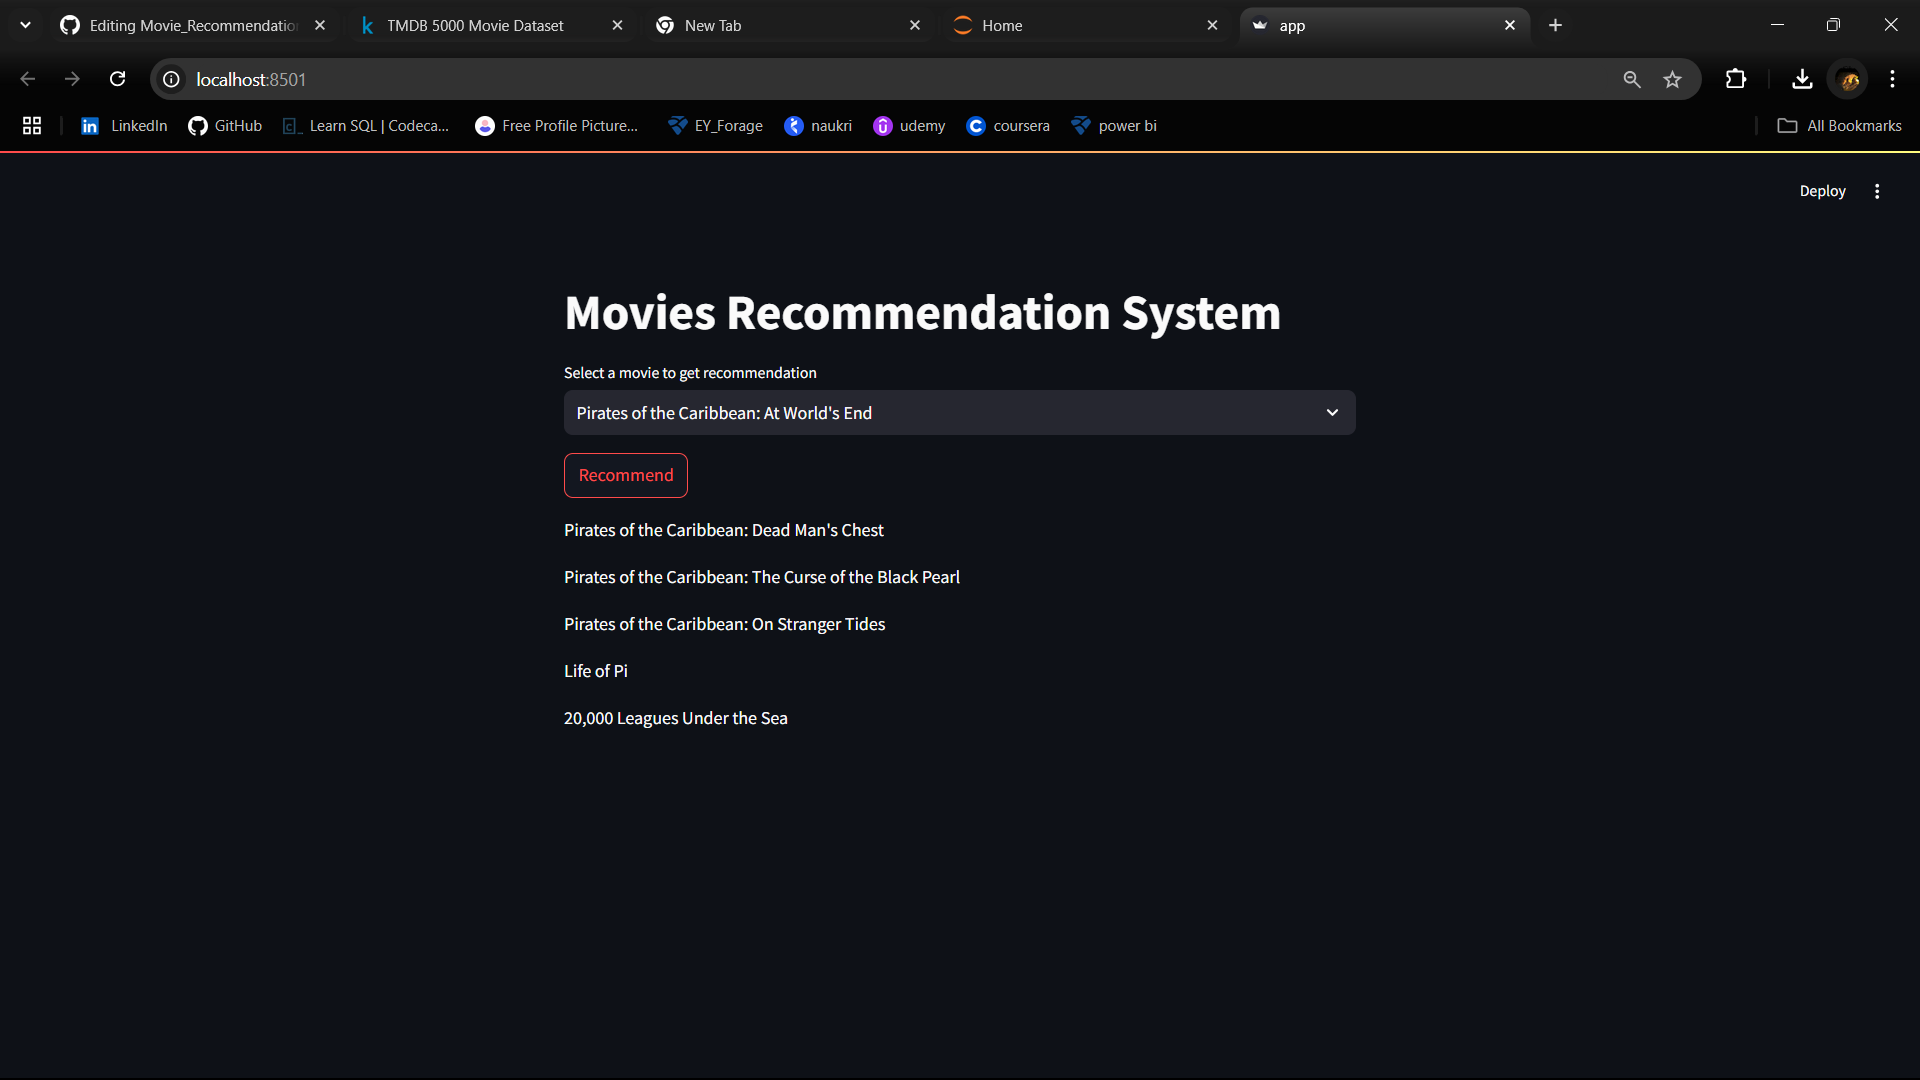 Editing Movie_Recommendation
TMDB 5000 Movie Dataset
New Tab
Home
app
localhost:8501
LinkedIn
GitHub
Learn SQL | Codeca...
Free Profile Picture...
EY_Forage
naukri
udemy
coursera
power bi
All Bookmarks
Deploy
Movies Recommendation System
Select a movie to get recommendation
Pirates of the Caribbean: At World's End
Recommend
Pirates of the Caribbean: Dead Man's Chest
Pirates of the Caribbean: The Curse of the Black Pearl
Pirates of the Caribbean: On Stranger Tides
Life of Pi
20,000 Leagues Under the Sea